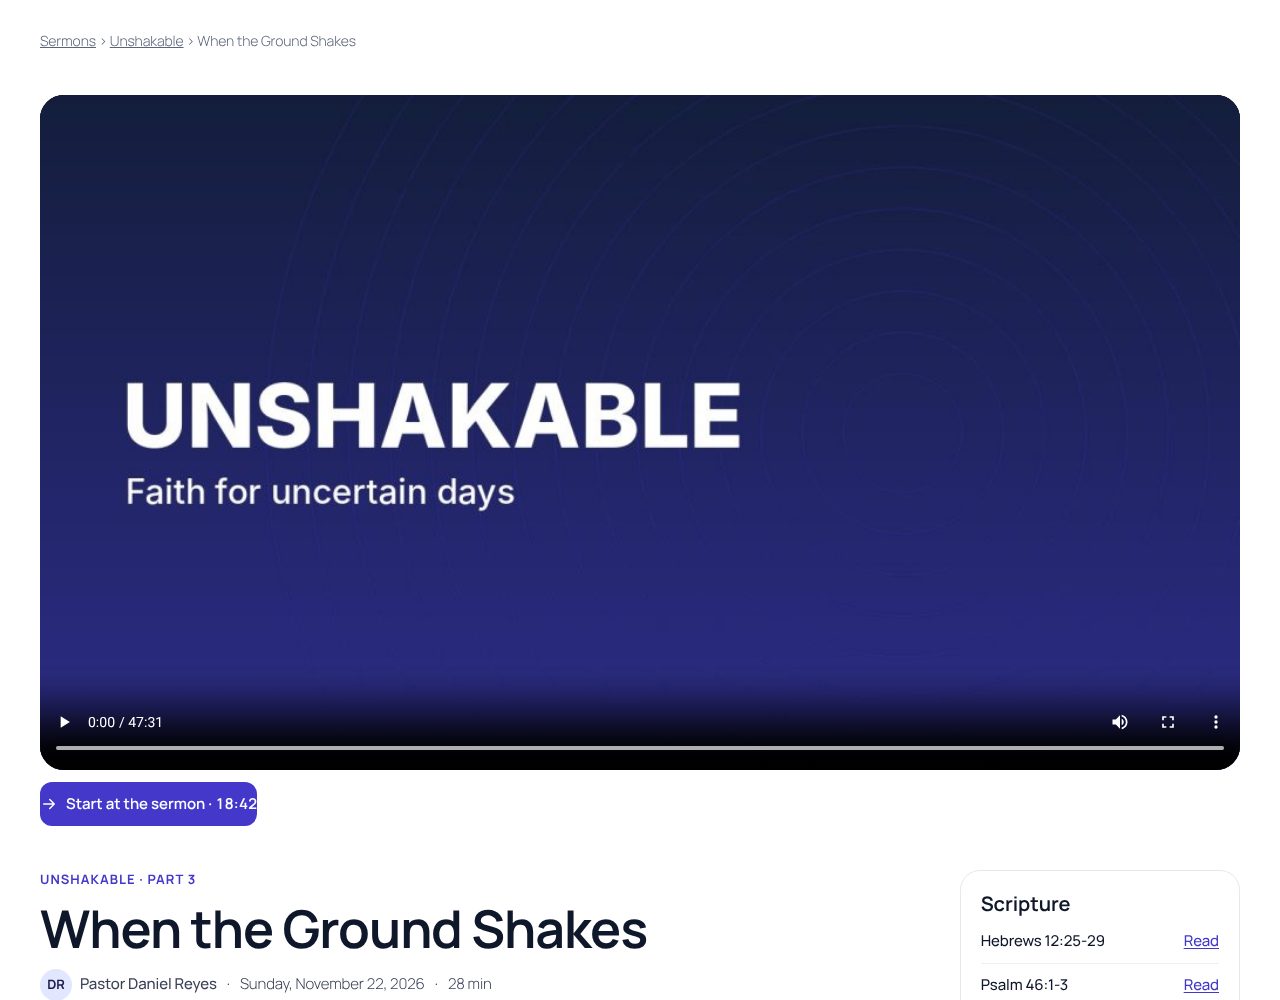 Sermons > Unshakable > When the Ground Shakes
UNSHAKABLE
Faith for uncertain days
0:00 / 47:31
→ Start at the sermon · 18:42
UNSHAKABLE · PART 3
When the Ground Shakes
DR Pastor Daniel Reyes · Sunday, November 22, 2026 · 28 min
Scripture
Hebrews 12:25-29 Read
Psalm 46:1-3 Read